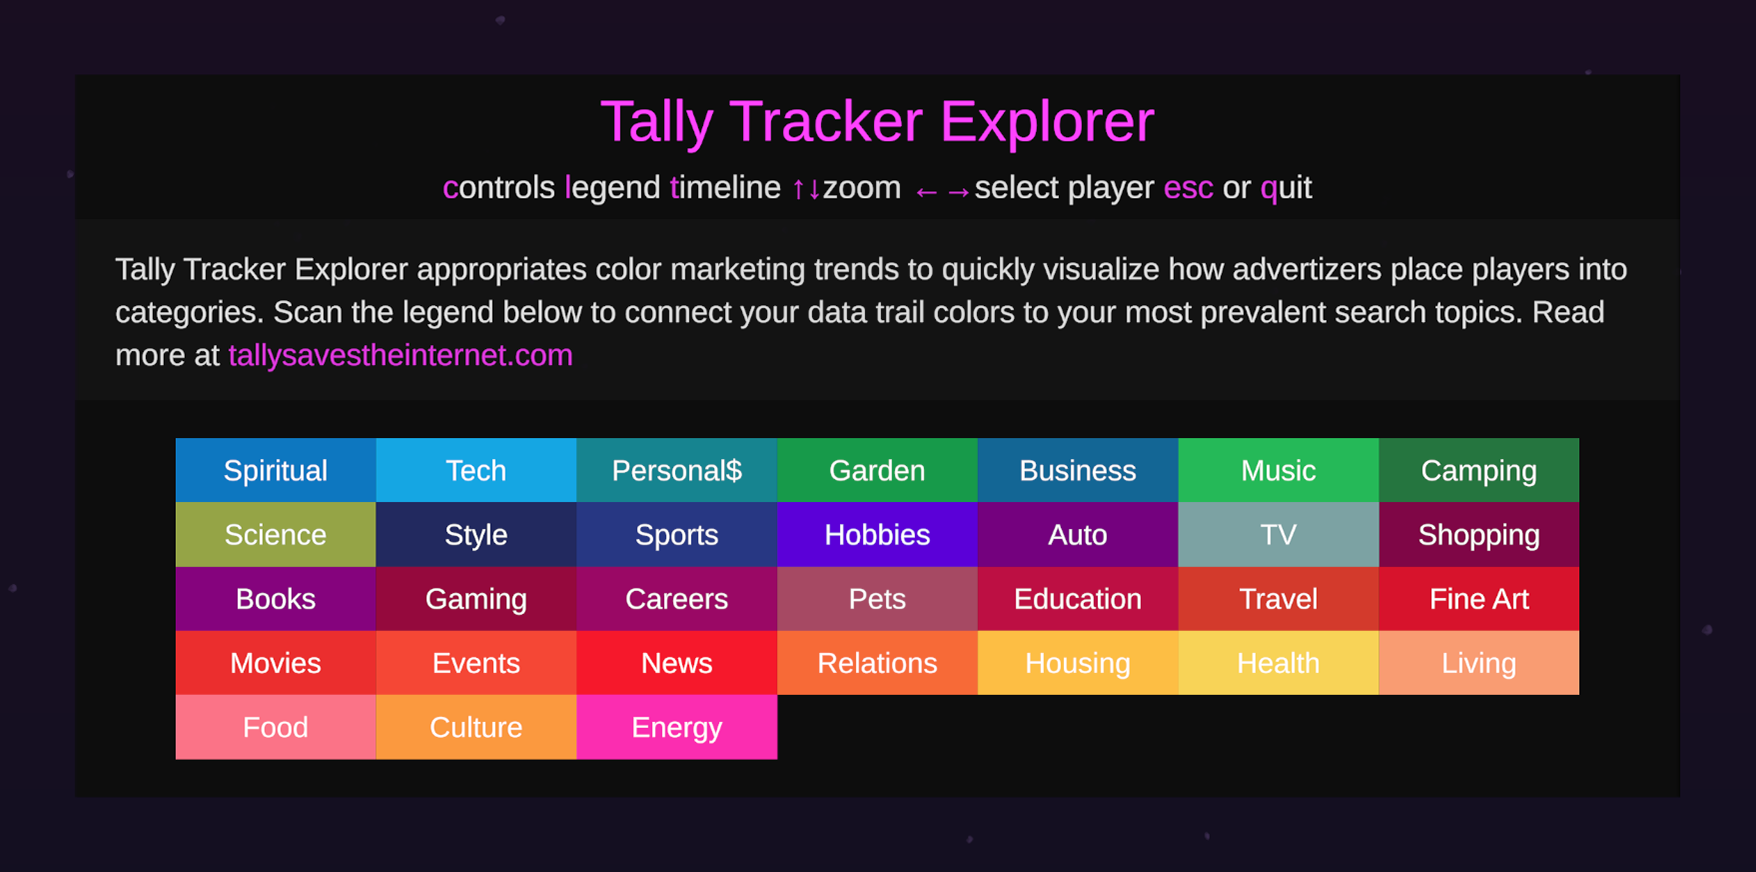 Tally Tracker Explorer
controls legend timeline ↑↓zoom ←→select player esc or quit
Tally Tracker Explorer appropriates color marketing trends to quickly visualize how advertizers place players into
categories. Scan the legend below to connect your data trail colors to your most prevalent search topics. Read
more at tallysavestheinternet.com
Spiritual Tech Personal$ Garden Business Music Camping
Science Style Sports Hobbies Auto TV Shopping
Books Gaming Careers Pets Education Travel Fine Art
Movies Events News Relations Housing Health Living
Food Culture Energy